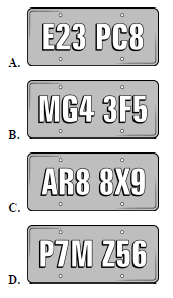 A. E23 PC8
B. MG4 3F5
C. AR8 8X9
D. P7M Z56